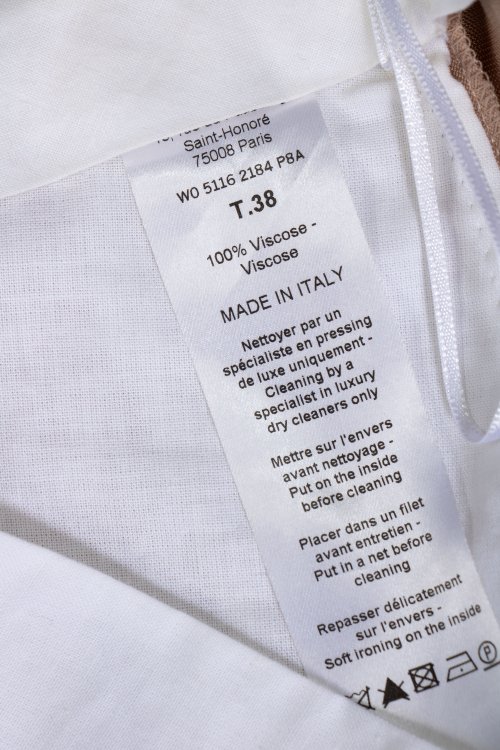 Saint-Honoré
75008 Paris
W0 5116 2184 P8A
T.38
100% Viscose -
Viscose
MADE IN ITALY
Nettoyer par un
spécialiste en pressing
de luxe uniquement -
Cleaning by a
specialist in luxury
dry cleaners only
Mettre sur l'envers
avant nettoyage -
Put on the inside
before cleaning
Placer dans un filet
avant entretien -
Put in a net before
cleaning
Repasser délicatement
sur l'envers -
Soft ironing on the inside
P